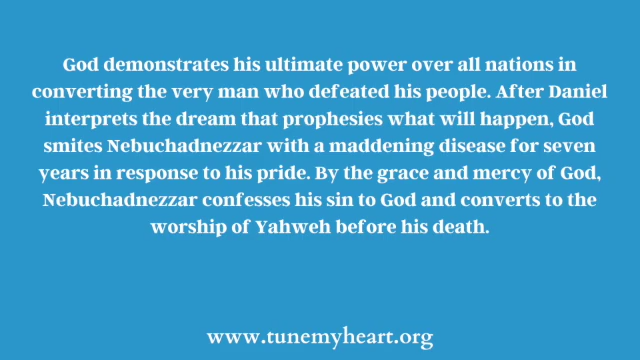 God demonstrates his ultimate power over all nations in
converting the very man who defeated his people. After Daniel
interprets the dream that prophesies what will happen, God
smites Nebuchadnezzar with a maddening disease for seven
years in response to his pride. By the grace and mercy of God,
Nebuchadnezzar confesses his sin to God and converts to the
worship of Yahweh before his death.
www.tunemyheart.org